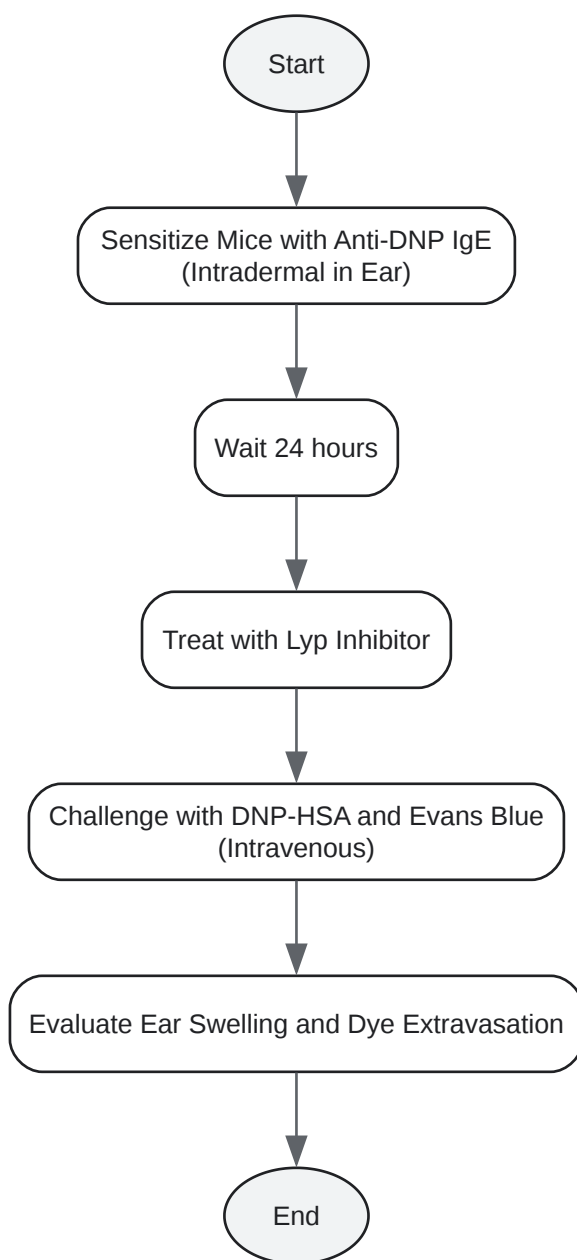 Start
Sensitize Mice with Anti-DNP IgE
(Intradermal in Ear)
Wait 24 hours
Treat with Lyp Inhibitor
Challenge with DNP-HSA and Evans Blue
(Intravenous)
Evaluate Ear Swelling and Dye Extravasation
End